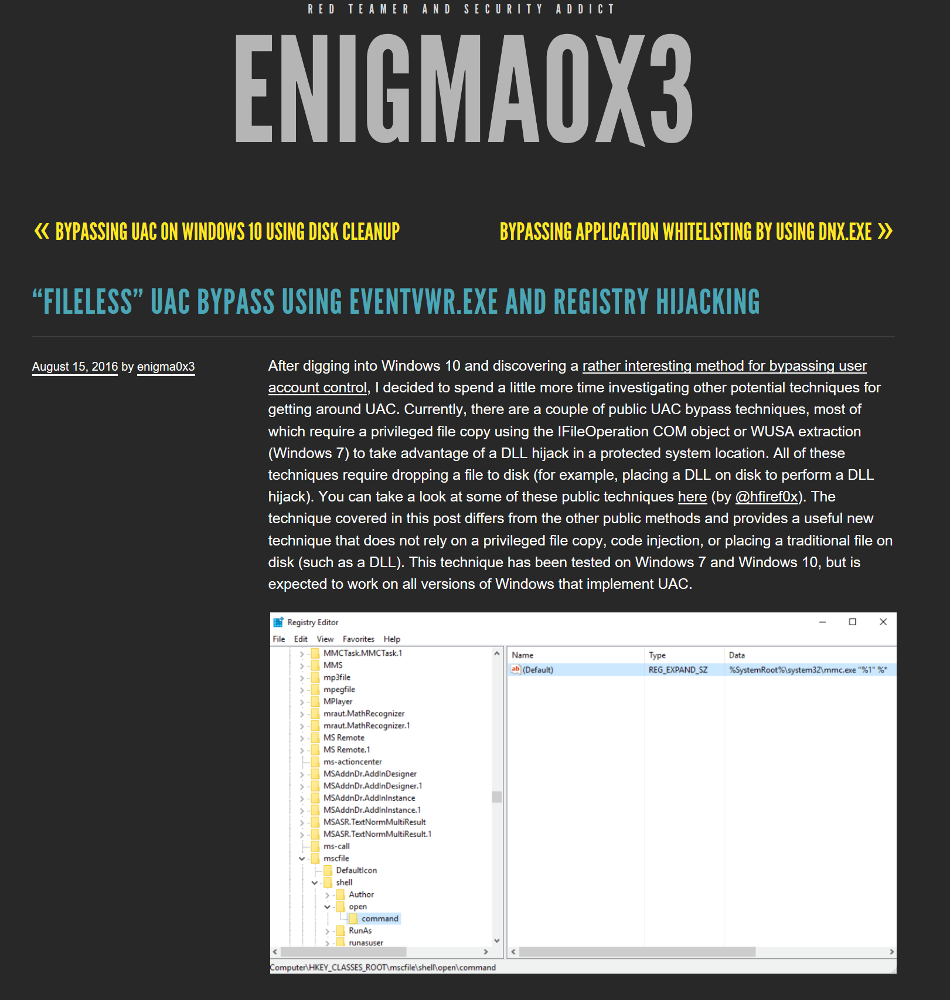 RED TEAMER AND SECURITY ADDICT
ENIGMA0X3
« BYPASSING UAC ON WINDOWS 10 USING DISK CLEANUP
BYPASSING APPLICATION WHITELISTING BY USING DNX.EXE »
“FILELESS” UAC BYPASS USING EVENTVWR.EXE AND REGISTRY HIJACKING
August 15, 2016 by enigma0x3
After digging into Windows 10 and discovering a rather interesting method for bypassing user
account control, I decided to spend a little more time investigating other potential techniques for
getting around UAC. Currently, there are a couple of public UAC bypass techniques, most of
which require a privileged file copy using the IFileOperation COM object or WUSA extraction
(Windows 7) to take advantage of a DLL hijack in a protected system location. All of these
techniques require dropping a file to disk (for example, placing a DLL on disk to perform a DLL
hijack). You can take a look at some of these public techniques here (by @hfiref0x). The
technique covered in this post differs from the other public methods and provides a useful new
technique that does not rely on a privileged file copy, code injection, or placing a traditional file on
disk (such as a DLL). This technique has been tested on Windows 7 and Windows 10, but is
expected to work on all versions of Windows that implement UAC.
Registry Editor
File Edit View Favorites Help
MMCTask.MMCTask.1
MMS
mp3file
mpegfile
MPlayer
mraut.MathRecognizer
mraut.MathRecognizer.1
MS Remote
MS Remote.1
ms-actioncenter
MSAddnDr.AddInDesigner
MSAddnDr.AddInDesigner.1
MSAddnDr.AddInInstance
MSAddnDr.AddInInstance.1
MSASR.TextNormMultiResult
MSASR.TextNormMultiResult.1
ms-call
mscfile
DefaultIcon
shell
Author
open
command
RunAs
runasuser
Name Type Data
ab (Default) REG_EXPAND_SZ %SystemRoot%\system32\mmc.exe "%1" %*
Computer\HKEY_CLASSES_ROOT\mscfile\shell\open\command